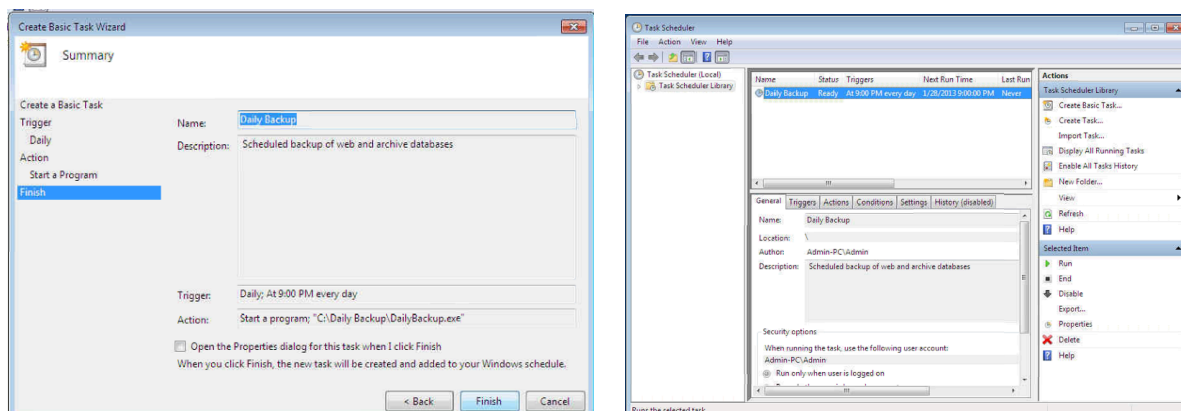 Create Basic Task Wizard
Summary
Create a Basic Task
Trigger
Daily
Action
Start a Program
Finish
Name: Daily Backup
Description: Scheduled backup of web and archive databases
Trigger: Daily; At 9:00 PM every day
Action: Start a program; "C:\Daily Backup\DailyBackup.exe"
Open the Properties dialog for this task when I click Finish
When you click Finish, the new task will be created and added to your Windows schedule.
< Back Finish Cancel
Task Scheduler
File Action View Help
Task Scheduler (Local)
Task Scheduler Library
Name Status Triggers Next Run Time Last Run
Daily Backup Ready At 9:00 PM every day 1/28/2013 9:00:00 PM Never
General Triggers Actions Conditions Settings History (disabled)
Name: Daily Backup
Location: \
Author: Admin-PC\Admin
Description: Scheduled backup of web and archive databases
Security options
When running the task, use the following user account:
Admin-PC\Admin
Run only when user is logged on
Actions
Task Scheduler Library
Create Basic Task...
Create Task...
Import Task...
Display All Running Tasks
Enable All Tasks History
New Folder...
View
Refresh
Help
Selected Item
Run
End
Disable
Export...
Properties
Delete
Help
Runs the selected task